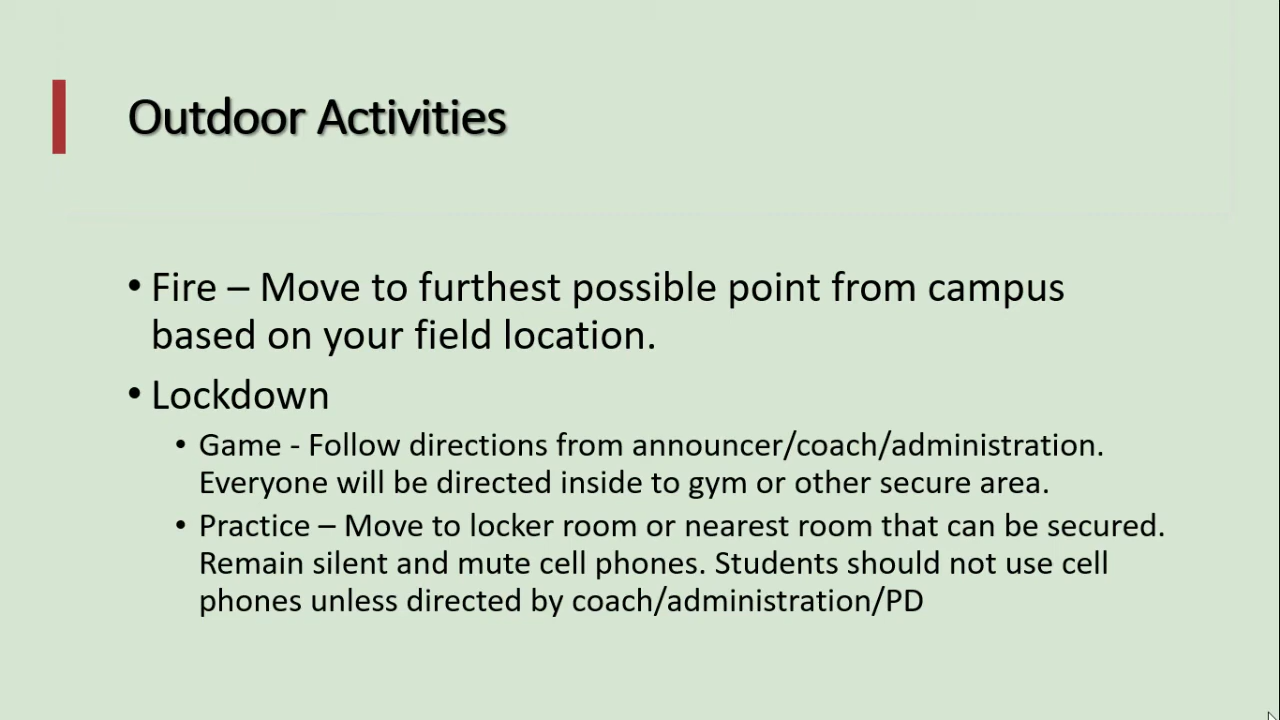 Outdoor Activities
• Fire – Move to furthest possible point from campus
based on your field location.
• Lockdown
• Game - Follow directions from announcer/coach/administration.
Everyone will be directed inside to gym or other secure area.
• Practice – Move to locker room or nearest room that can be secured.
Remain silent and mute cell phones. Students should not use cell
phones unless directed by coach/administration/PD